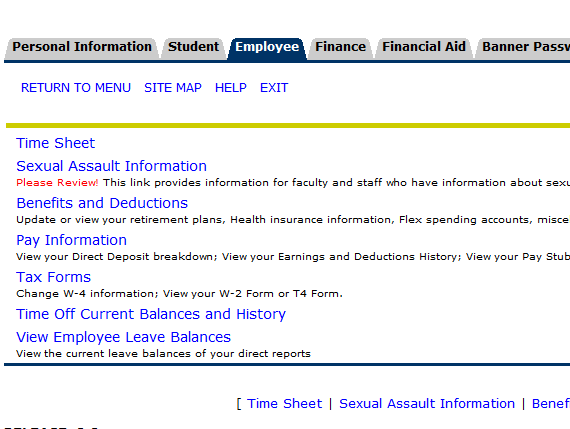 Personal Information Student Employee Finance Financial Aid Banner
RETURN TO MENU SITE MAP HELP EXIT
Time Sheet
Sexual Assault Information
Please Review! This link provides information for faculty and staff who have information about
Benefits and Deductions
Update or view your retirement plans, Health insurance information, Flex spending accounts,
Pay Information
View your Direct Deposit breakdown; View your Earnings and Deductions History; View your Pay Stub
Tax Forms
Change W-4 information; View your W-2 Form or T4 Form.
Time Off Current Balances and History
View Employee Leave Balances
View the current leave balances of your direct reports
[ Time Sheet | Sexual Assault Information |